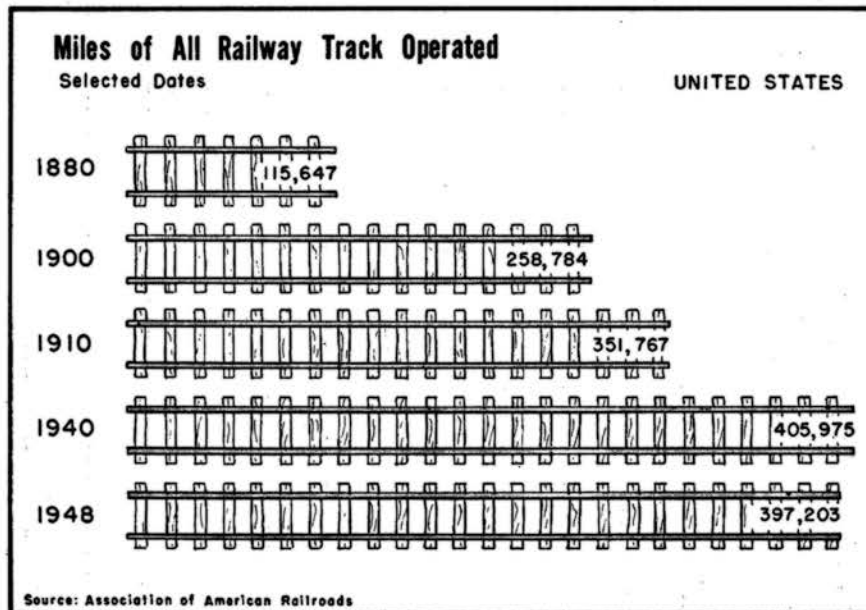 Miles of All Railway Track Operated
Selected Dates
UNITED STATES
1880 115,647
1900 258,784
1910 351,767
1940 405,975
1948 397,203
Source: Association of American Railroads